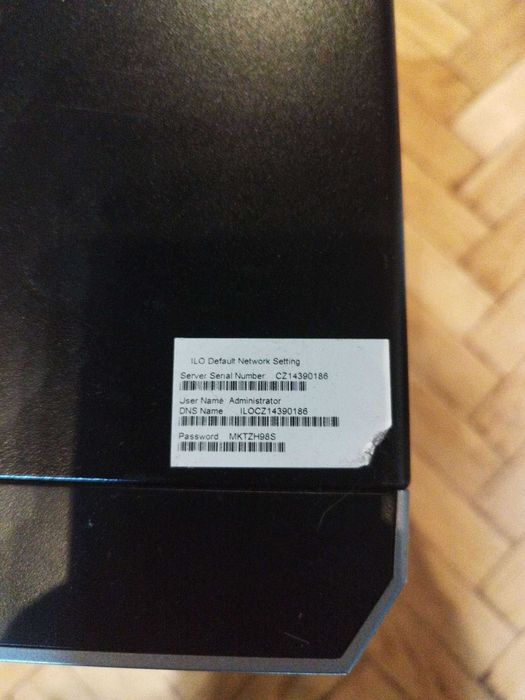 ILO Default Network Setting
Server Serial Number CZ14390186
User Name Administrator
DNS Name ILOCZ14390186
Password MKTZH98S